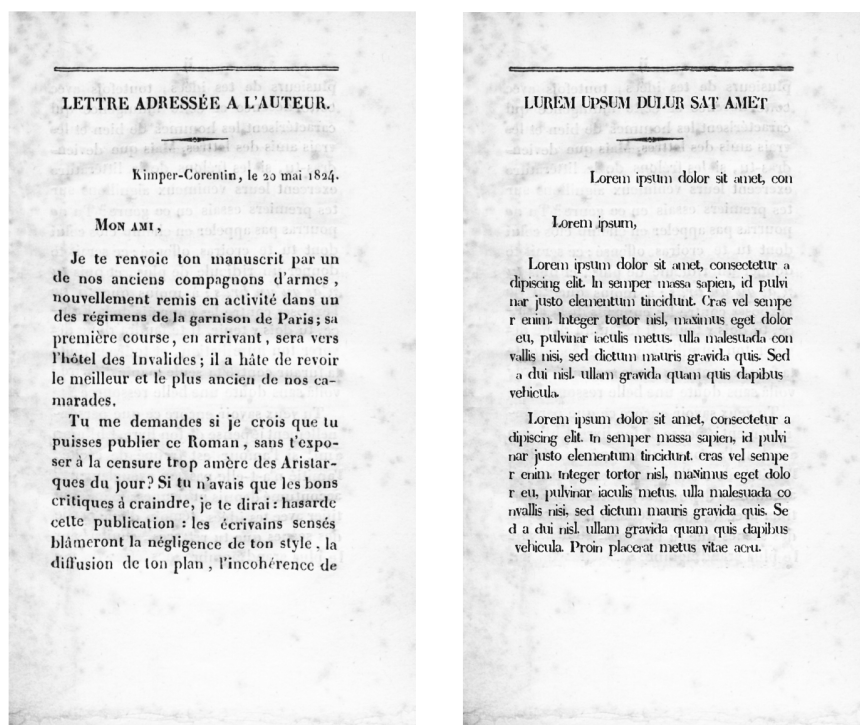 LETTRE ADRESSÉE A L'AUTEUR.
Kimper-Corentin, le 20 mai 1824.
MON AMI,
Je te renvoie ton manuscrit par un
de nos anciens compagnons d'armes,
nouvellement remis en activité dans un
des régimens de la garnison de Paris; sa
première course, en arrivant, sera vers
l'hôtel des Invalides; il a hâte de revoir
le meilleur et le plus ancien de nos ca-
marades.
Tu me demandes si je crois que tu
puisses publier ce Roman, sans t'expo-
ser à la censure trop amère des Aristar-
ques du jour? Si tu n'avais que les bons
critiques à craindre, je te dirai: hasarde
cette publication: les écrivains sensés
blâmeront la négligence de ton style, la
diffusion de ton plan, l'incohérence de
LUREM UPSUM DULUR SAT AMET
Lorem ipsum dolor sit amet, con
Lorem ipsum,
Lorem ipsum dolor sit amet, consectetur a
dipiscing elit. In semper massa sapien, id pulvi
nar justo elementum tincidunt. Cras vel sempe
r enim. Integer tortor nisl, maximus eget dolor
eu, pulvinar iaculis metus. ulla malesuada con
vallis nisi, sed dictum mauris gravida quis. Sed
a dui nisl. ullam gravida quam quis dapibus
vehicula.
Lorem ipsum dolor sit amet, consectetur a
dipiscing elit. in semper massa sapien, id pulvi
nar justo elementum tincidunt. cras vel sempe
r enim. integer tortor nisl, maximus eget dolo
r eu, pulvinar iaculis metus. ulla malesuada co
nvallis nisi, sed dictum mauris gravida quis. Se
d a dui nisl. ullam gravida quam quis dapibus
vehicula. Proin placerat metus vitae acru.